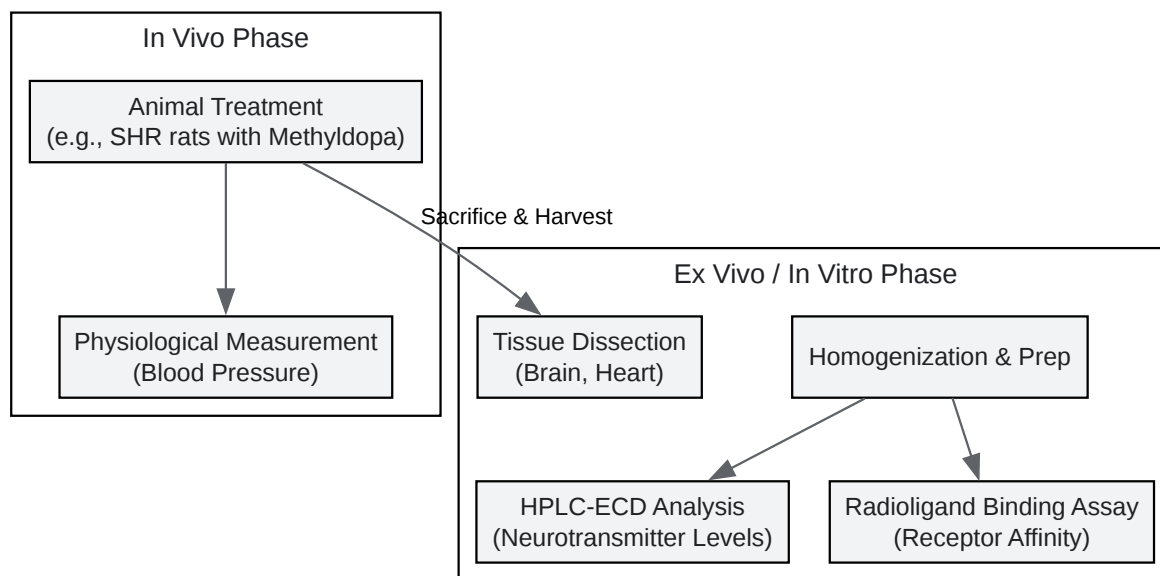 In Vivo Phase
Animal Treatment
(e.g., SHR rats with Methyldopa)
Sacrifice & Harvest
Physiological Measurement
(Blood Pressure)
Ex Vivo / In Vitro Phase
Tissue Dissection
(Brain, Heart)
Homogenization & Prep
HPLC-ECD Analysis
(Neurotransmitter Levels)
Radioligand Binding Assay
(Receptor Affinity)